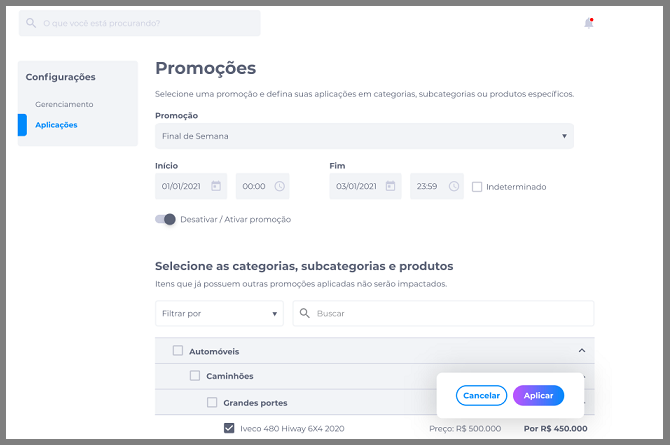 O que você está procurando?
Configurações
Gerenciamento
Aplicações
Promoções
Selecione uma promoção e defina suas aplicações em categorias, subcategorias ou produtos específicos.
Promoção
Final de Semana
Início
Fim
01/01/2021
00:00
03/01/2021
23:59
Indeterminado
Desativar / Ativar promoção
Selecione as categorias, subcategorias e produtos
Itens que já possuem outras promoções aplicadas não serão impactados.
Filtrar por
Buscar
Automóveis
Caminhões
Grandes portes
Cancelar
Aplicar
Iveco 480 Hiway 6X4 2020
Preço: R$ 500.000
Por R$ 450.000